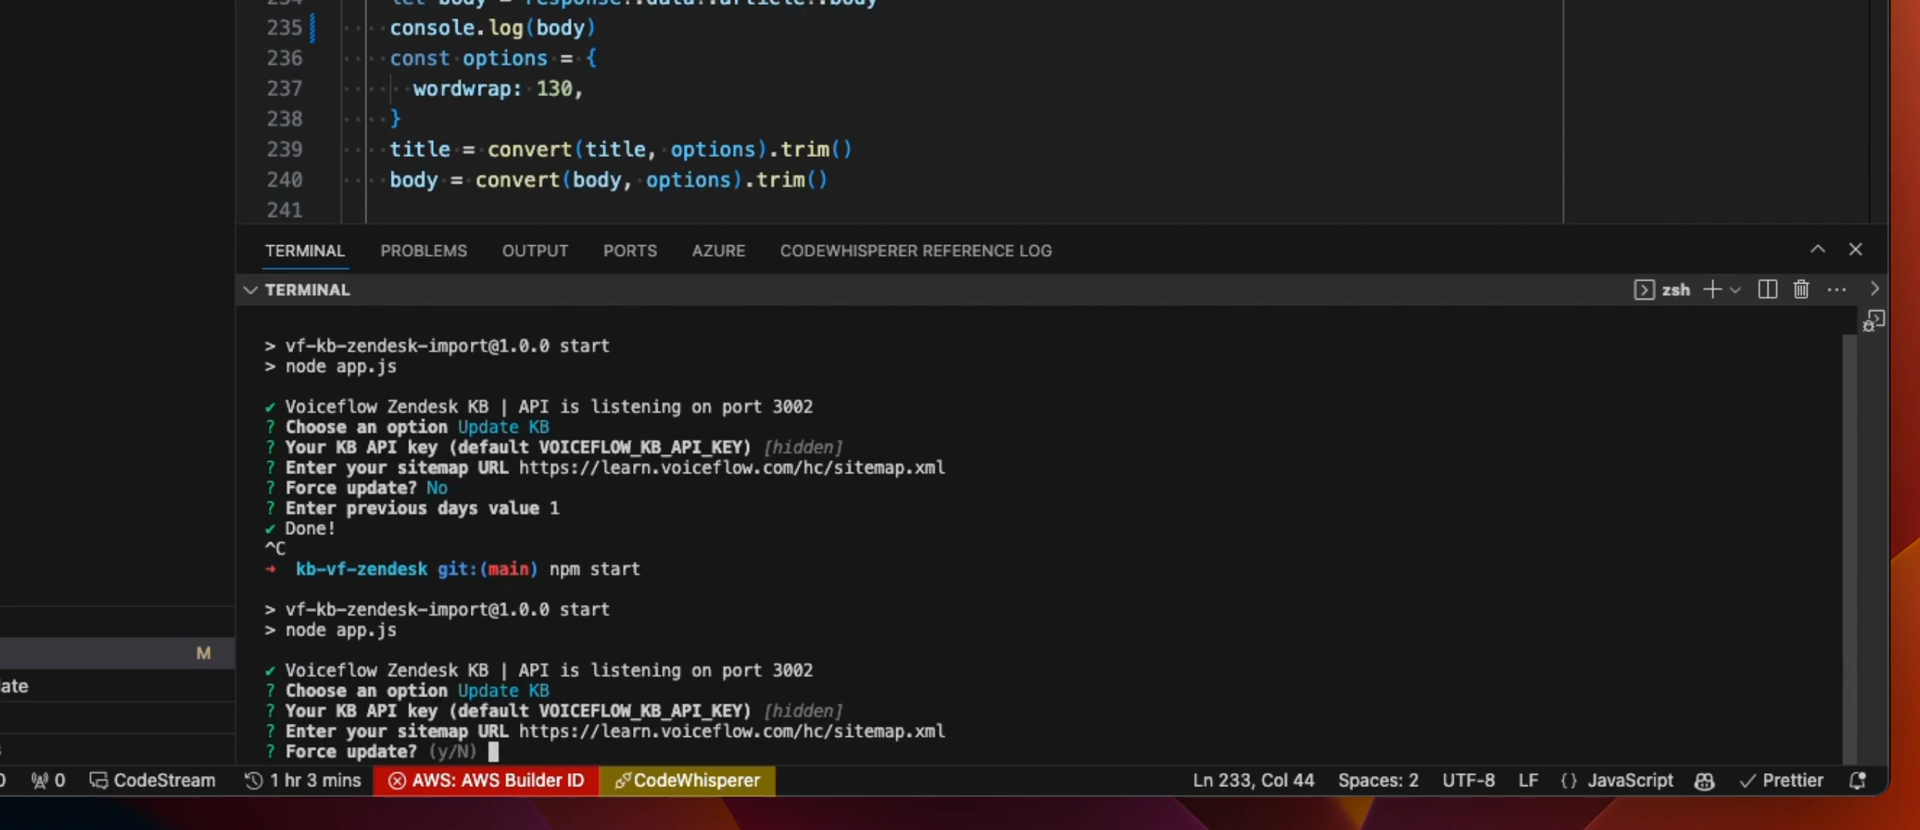 234 let body = response?.data?.article?.body
235 console.log(body)
236 const options = {
237 wordwrap: 130,
238 }
239 title = convert(title, options).trim()
240 body = convert(body, options).trim()
241
TERMINAL PROBLEMS OUTPUT PORTS AZURE CODEWHISPERER REFERENCE LOG
TERMINAL zsh
> vf-kb-zendesk-import@1.0.0 start
> node app.js
✔ Voiceflow Zendesk KB | API is listening on port 3002
? Choose an option Update KB
? Your KB API key (default VOICEFLOW_KB_API_KEY) [hidden]
? Enter your sitemap URL https://learn.voiceflow.com/hc/sitemap.xml
? Force update? No
? Enter previous days value 1
✔ Done!
^C
➜ kb-vf-zendesk git:(main) npm start
> vf-kb-zendesk-import@1.0.0 start
> node app.js
M
✔ Voiceflow Zendesk KB | API is listening on port 3002
ate
? Choose an option Update KB
? Your KB API key (default VOICEFLOW_KB_API_KEY) [hidden]
? Enter your sitemap URL https://learn.voiceflow.com/hc/sitemap.xml
? Force update? (y/N)
0 0 CodeStream 1 hr 3 mins AWS: AWS Builder ID CodeWhisperer Ln 233, Col 44 Spaces: 2 UTF-8 LF {} JavaScript Prettier